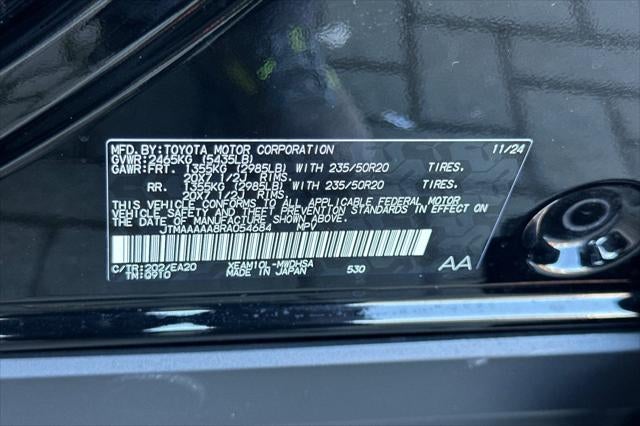 MFD. BY: TOYOTA MOTOR CORPORATION 11/24
GVWR: 2465KG (5435LB)
GAWR: FRT. 1355KG (2985LB) WITH 235/50R20 TIRES.
20X7 1/2J RIMS.
RR. 1355KG (2985LB) WITH 235/50R20 TIRES.
20X7 1/2J RIMS.
THIS VEHICLE CONFORMS TO ALL APPLICABLE FEDERAL MOTOR
VEHICLE SAFETY AND THEFT PREVENTION STANDARDS IN EFFECT ON
THE DATE OF MANUFACTURE SHOWN ABOVE.
JTMAAAAA8RA054684 MPV
C/TR: 202/EA20 XEAM10L-MWDHSA 530 AA
TM: Q910 MADE IN JAPAN